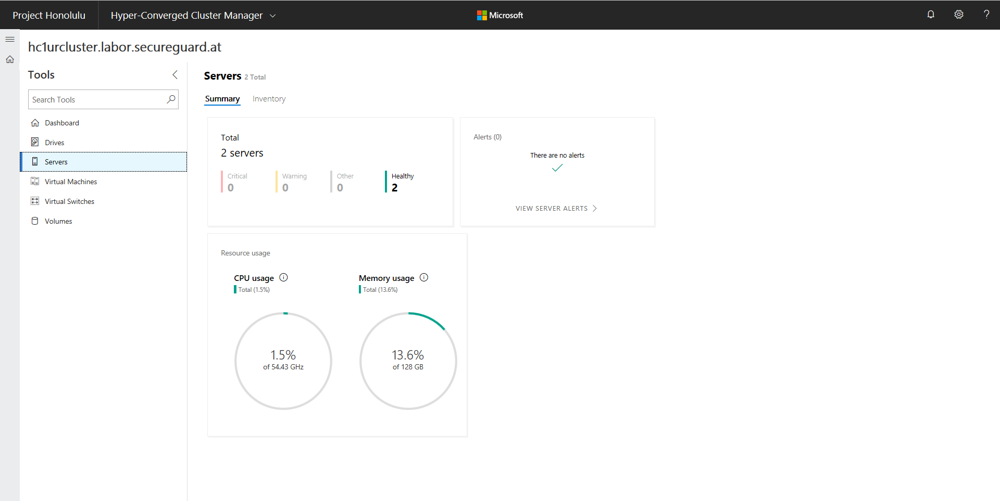 Project Honolulu
Hyper-Converged Cluster Manager
Microsoft
?
hc1urcluster.labor.secureguard.at
Tools
Search Tools
Dashboard
Drives
Servers
Virtual Machines
Virtual Switches
Volumes
Servers 2 Total
Summary Inventory
Total
2 servers
Critical
0
Warning
0
Other
0
Healthy
2
Alerts (0)
There are no alerts
VIEW SERVER ALERTS
Resource usage
CPU usage
Total (1.5%)
1.5%
of 54.43 GHz
Memory usage
Total (13.6%)
13.6%
of 128 GB